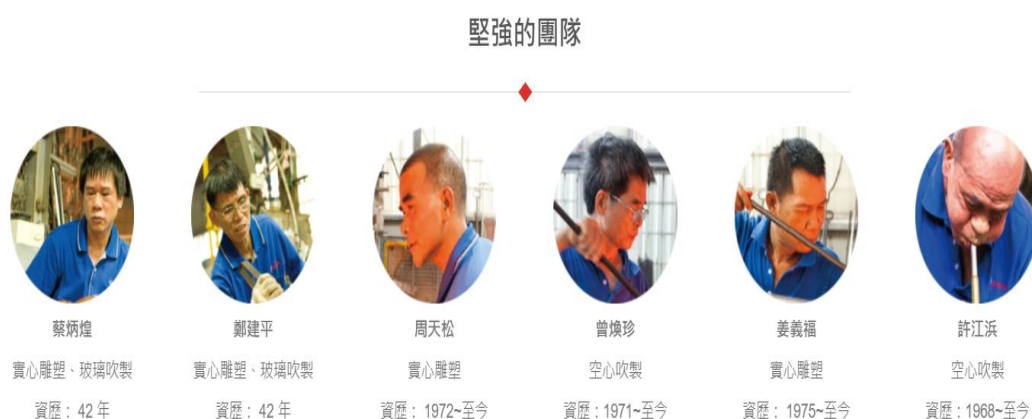 堅強的團隊
蔡炳煌
實心雕塑、玻璃吹製
資歷：42 年
鄭建平
實心雕塑、玻璃吹製
資歷：42 年
周天松
實心雕塑
資歷：1972~至今
曾煥珍
空心吹製
資歷：1971~至今
姜義福
實心雕塑
資歷：1975~至今
許江浜
空心吹製
資歷：1968~至今